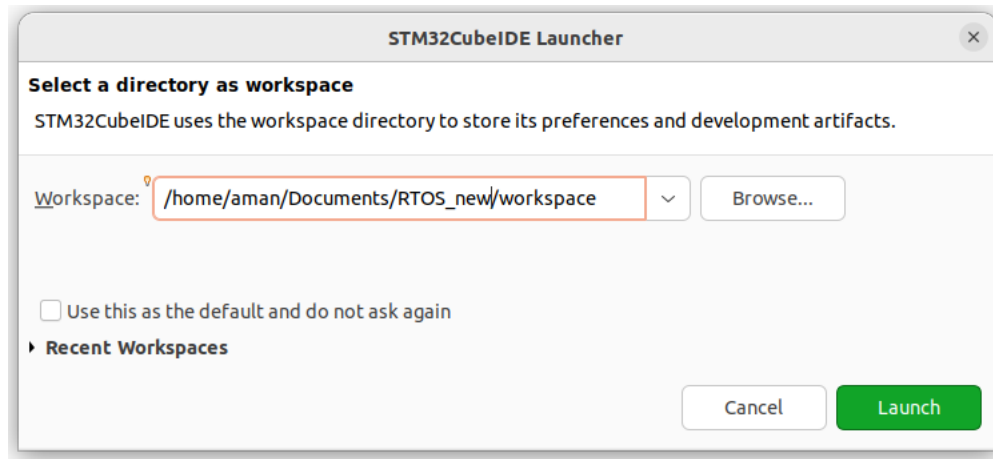 STM32CubeIDE Launcher
Select a directory as workspace
STM32CubeIDE uses the workspace directory to store its preferences and development artifacts.
Workspace: /home/aman/Documents/RTOS_new/workspace Browse...
Use this as the default and do not ask again
Recent Workspaces
Cancel Launch